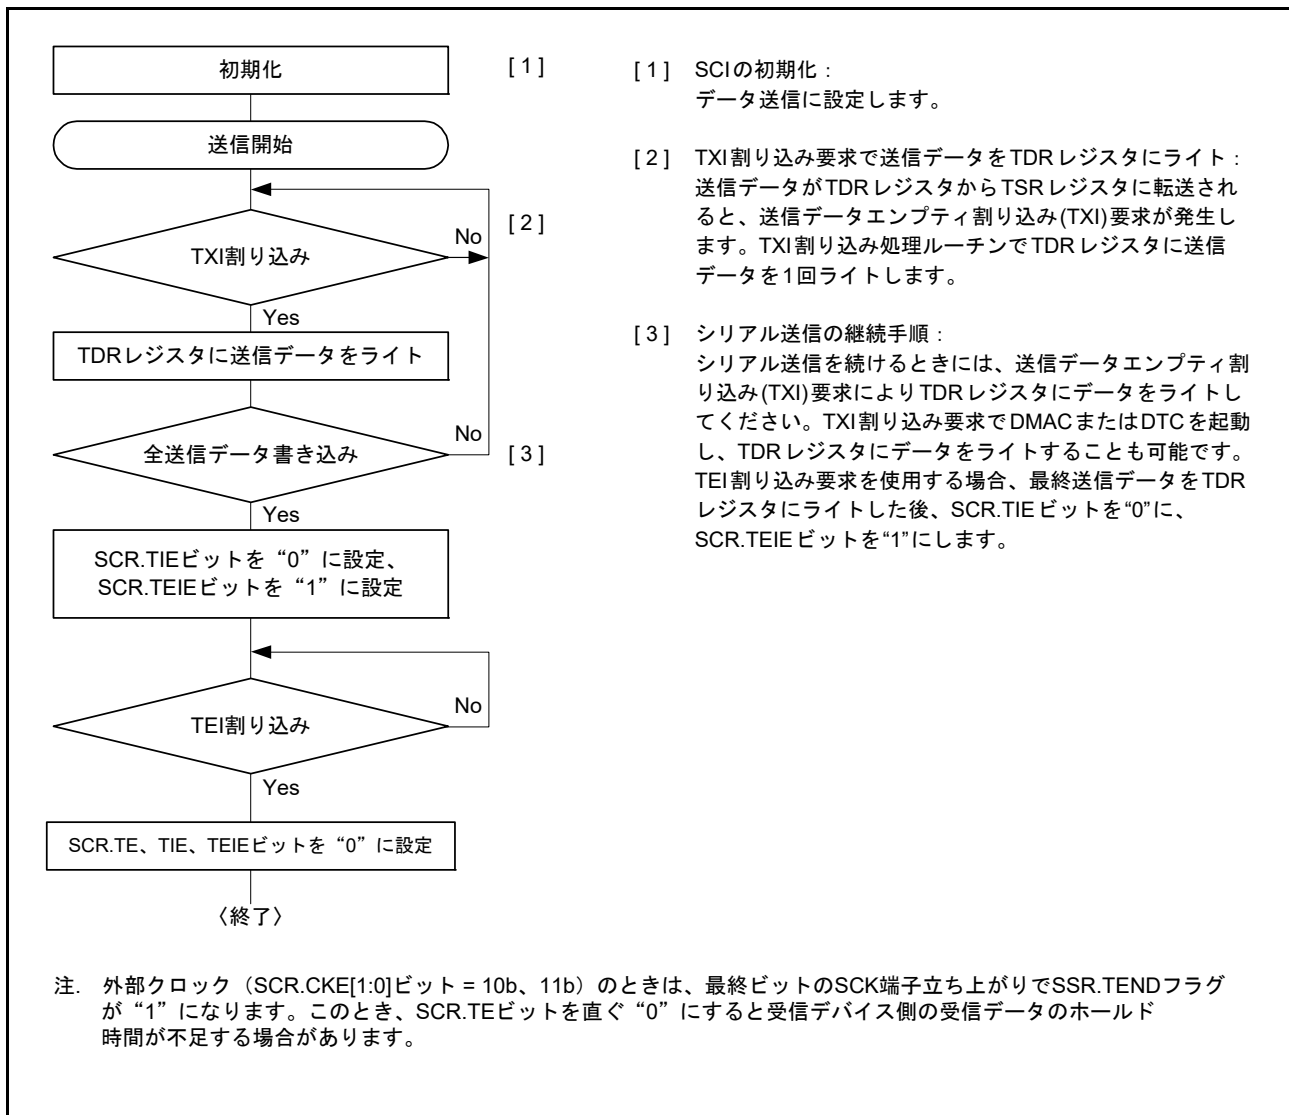 初期化
[ 1 ]
送信開始
TXI割り込み
No
[ 2 ]
Yes
TDRレジスタに送信データをライト
全送信データ書き込み
No
[ 3 ]
Yes
SCR.TIEビットを“0”に設定、
SCR.TEIEビットを“1”に設定
TEI割り込み
No
Yes
SCR.TE、TIE、TEIEビットを“0”に設定
〈終了〉
[ 1 ] SCIの初期化：
データ送信に設定します。
[ 2 ] TXI割り込み要求で送信データをTDRレジスタにライト：
送信データがTDRレジスタからTSRレジスタに転送され
ると、送信データエンプティ割り込み(TXI)要求が発生し
ます。TXI割り込み処理ルーチンでTDRレジスタに送信
データを1回ライトします。
[ 3 ] シリアル送信の継続手順：
シリアル送信を続けるときには、送信データエンプティ割
り込み(TXI)要求によりTDRレジスタにデータをライトし
てください。TXI割り込み要求でDMACまたはDTCを起動
し、TDRレジスタにデータをライトすることも可能です。
TEI割り込み要求を使用する場合、最終送信データをTDR
レジスタにライトした後、SCR.TIEビットを“0”に、
SCR.TEIEビットを“1”にします。
注. 外部クロック（SCR.CKE[1:0]ビット = 10b、11b）のときは、最終ビットのSCK端子立ち上がりでSSR.TENDフラグ
が“1”になります。このとき、SCR.TEビットを直ぐ“0”にすると受信デバイス側の受信データのホールド
時間が不足する場合があります。